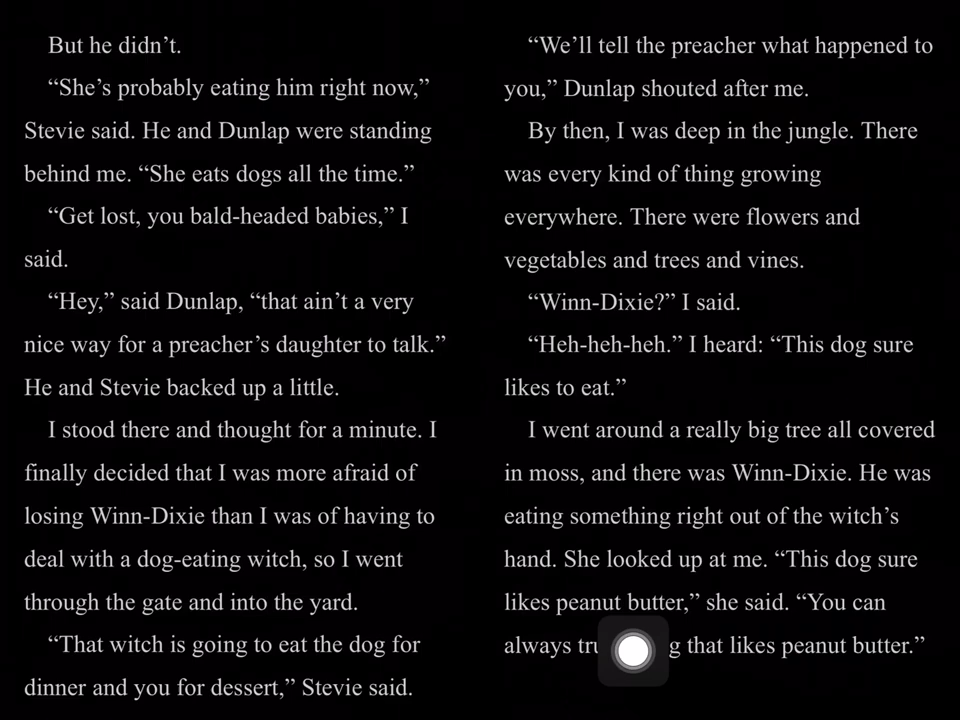 But he didn’t.
“She’s probably eating him right now,”
Stevie said. He and Dunlap were standing
behind me. “She eats dogs all the time.”
“Get lost, you bald-headed babies,” I
said.
“Hey,” said Dunlap, “that ain’t a very
nice way for a preacher’s daughter to talk.”
He and Stevie backed up a little.
I stood there and thought for a minute. I
finally decided that I was more afraid of
losing Winn-Dixie than I was of having to
deal with a dog-eating witch, so I went
through the gate and into the yard.
“That witch is going to eat the dog for
dinner and you for dessert,” Stevie said.
“We’ll tell the preacher what happened to
you,” Dunlap shouted after me.
By then, I was deep in the jungle. There
was every kind of thing growing
everywhere. There were flowers and
vegetables and trees and vines.
“Winn-Dixie?” I said.
“Heh-heh-heh.” I heard: “This dog sure
likes to eat.”
I went around a really big tree all covered
in moss, and there was Winn-Dixie. He was
eating something right out of the witch’s
hand. She looked up at me. “This dog sure
likes peanut butter,” she said. “You can
always that likes peanut butter.”